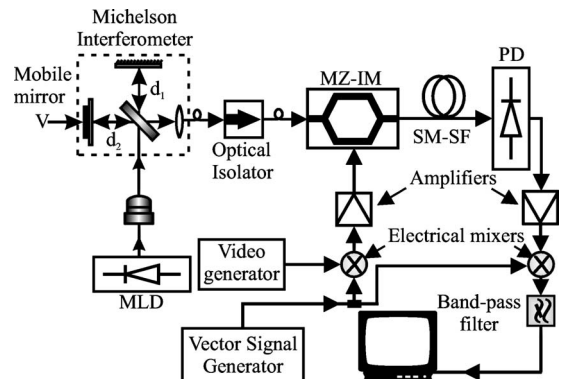 Michelson
Interferometer
Mobile
mirror
V
d1
d2
MLD
Optical
Isolator
MZ-IM
SM-SF
PD
Amplifiers
Electrical mixers
Video
generator
Vector Signal
Generator
Band-pass
filter